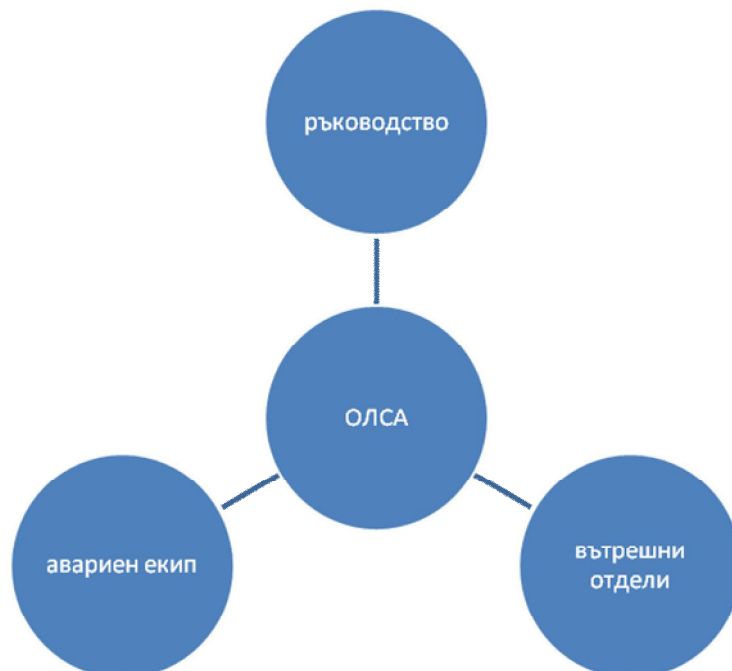 ръководство
ОЛСА
авариен екип
вътрешни
отдели